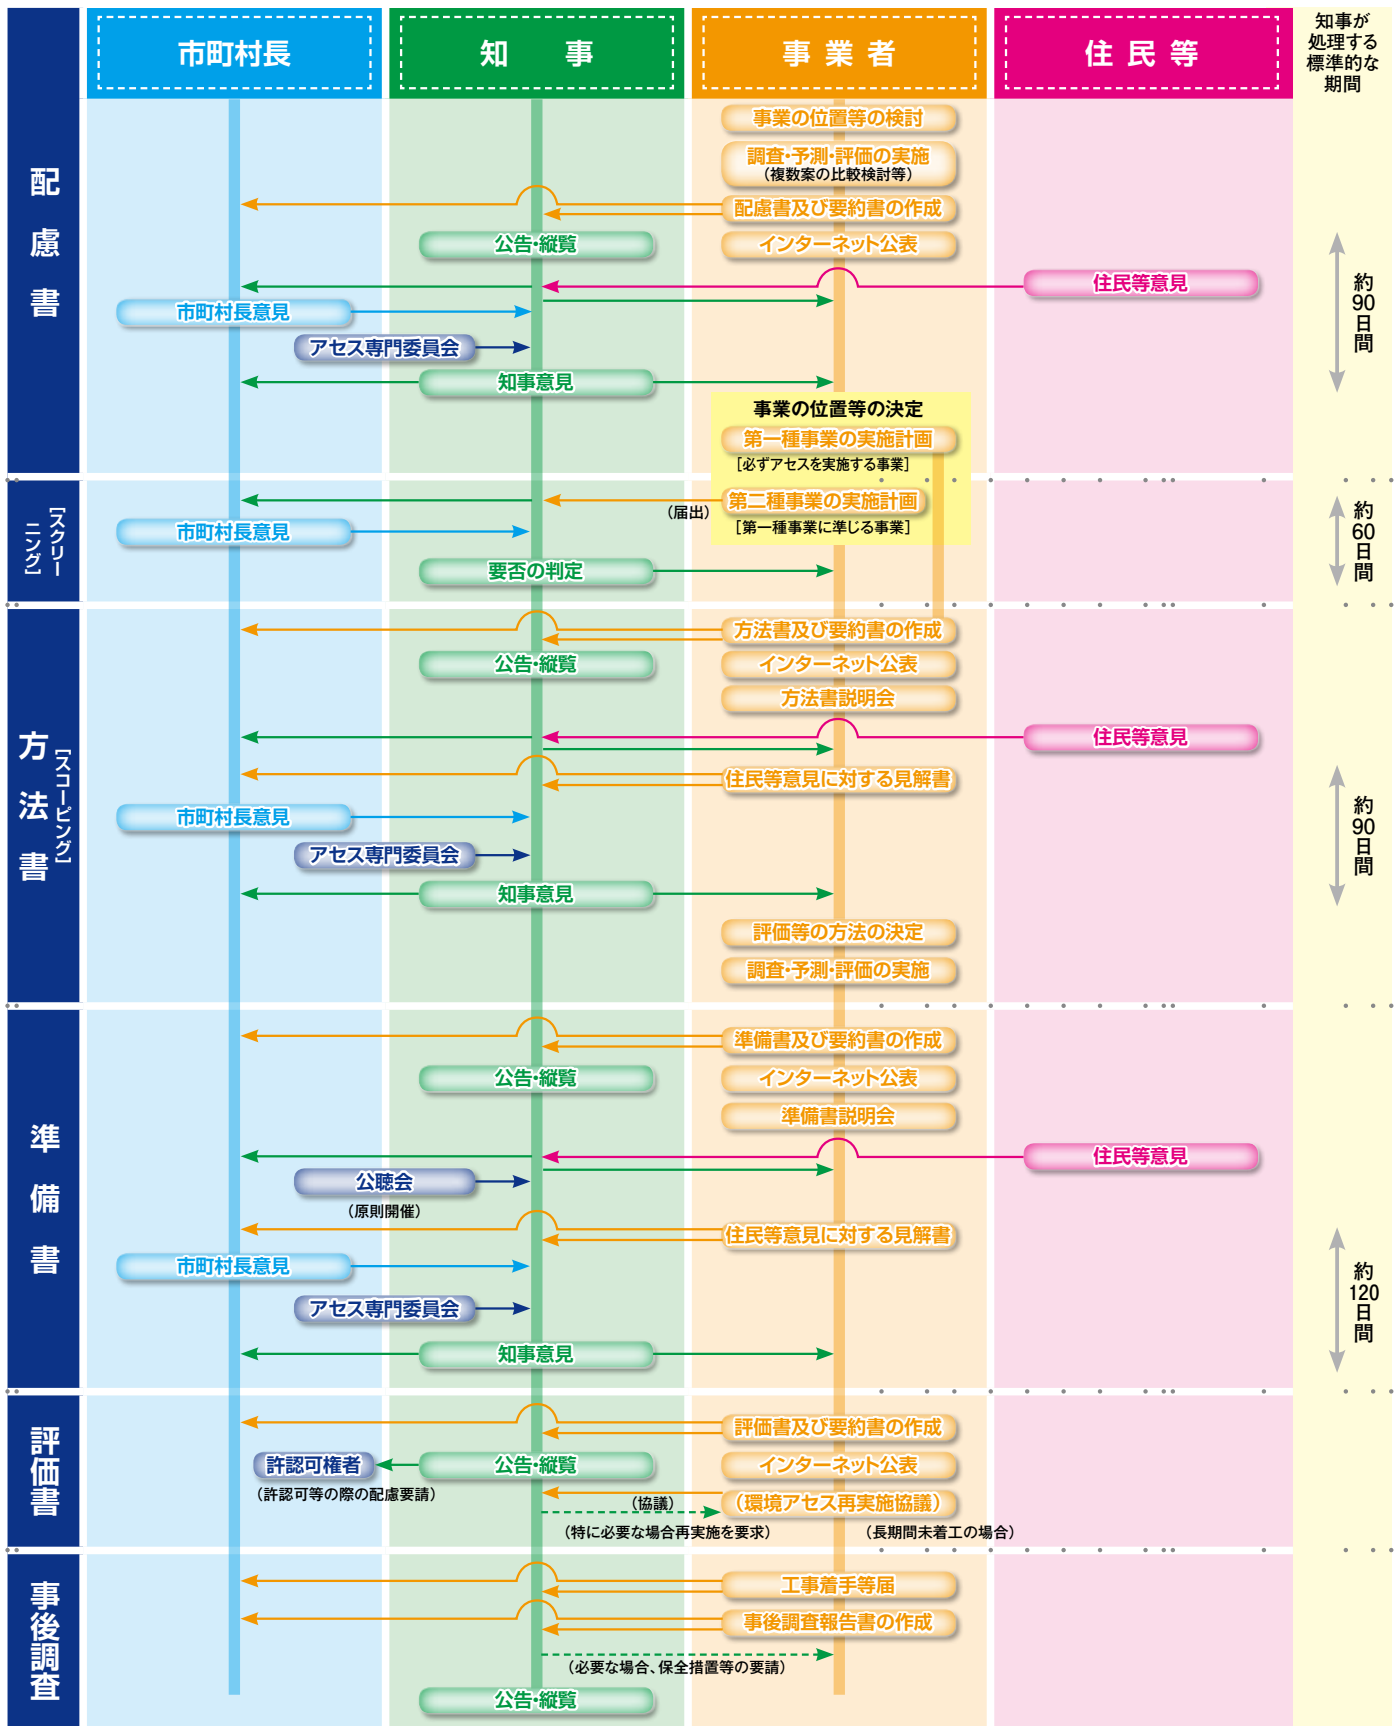 市町村長
知事
事業者
住民等
知事が
処理する
標準的な
期間
配慮書
事業の位置等の検討
調査・予測・評価の実施
（複数案の比較検討等）
配慮書及び要約書の作成
公告・縦覧
インターネット公表
住民等意見
市町村長意見
アセス専門委員会
知事意見
約90日間
事業の位置等の決定
第一種事業の実施計画
［必ずアセスを実施する事業］
［スクリー
ニング］
第二種事業の実施計画
（届出）
［第一種事業に準じる事業］
市町村長意見
要否の判定
約60日間
方法書
［スコーピング］
方法書及び要約書の作成
公告・縦覧
インターネット公表
方法書説明会
住民等意見
住民等意見に対する見解書
市町村長意見
アセス専門委員会
知事意見
約90日間
評価等の方法の決定
調査・予測・評価の実施
準備書
準備書及び要約書の作成
公告・縦覧
インターネット公表
準備書説明会
住民等意見
公聴会
（原則開催）
住民等意見に対する見解書
市町村長意見
アセス専門委員会
知事意見
約120日間
評価書
評価書及び要約書の作成
許認可権者
公告・縦覧
インターネット公表
（許認可等の際の配慮要請）
（協議）
（環境アセス再実施協議）
（特に必要な場合再実施を要求）
（長期間未着工の場合）
事後調査
工事着手等届
事後調査報告書の作成
（必要な場合、保全措置等の要請）
公告・縦覧